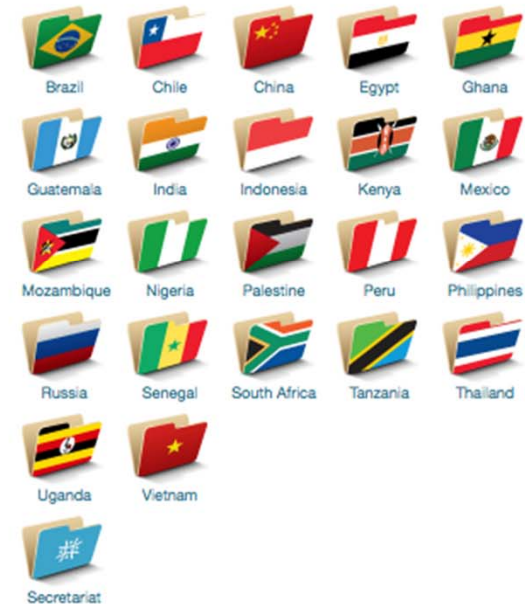 Brazil Chile China Egypt Ghana
Guatemala India Indonesia Kenya Mexico
Mozambique Nigeria Palestine Peru Philippines
Russia Senegal South Africa Tanzania Thailand
Uganda Vietnam
Secretariat